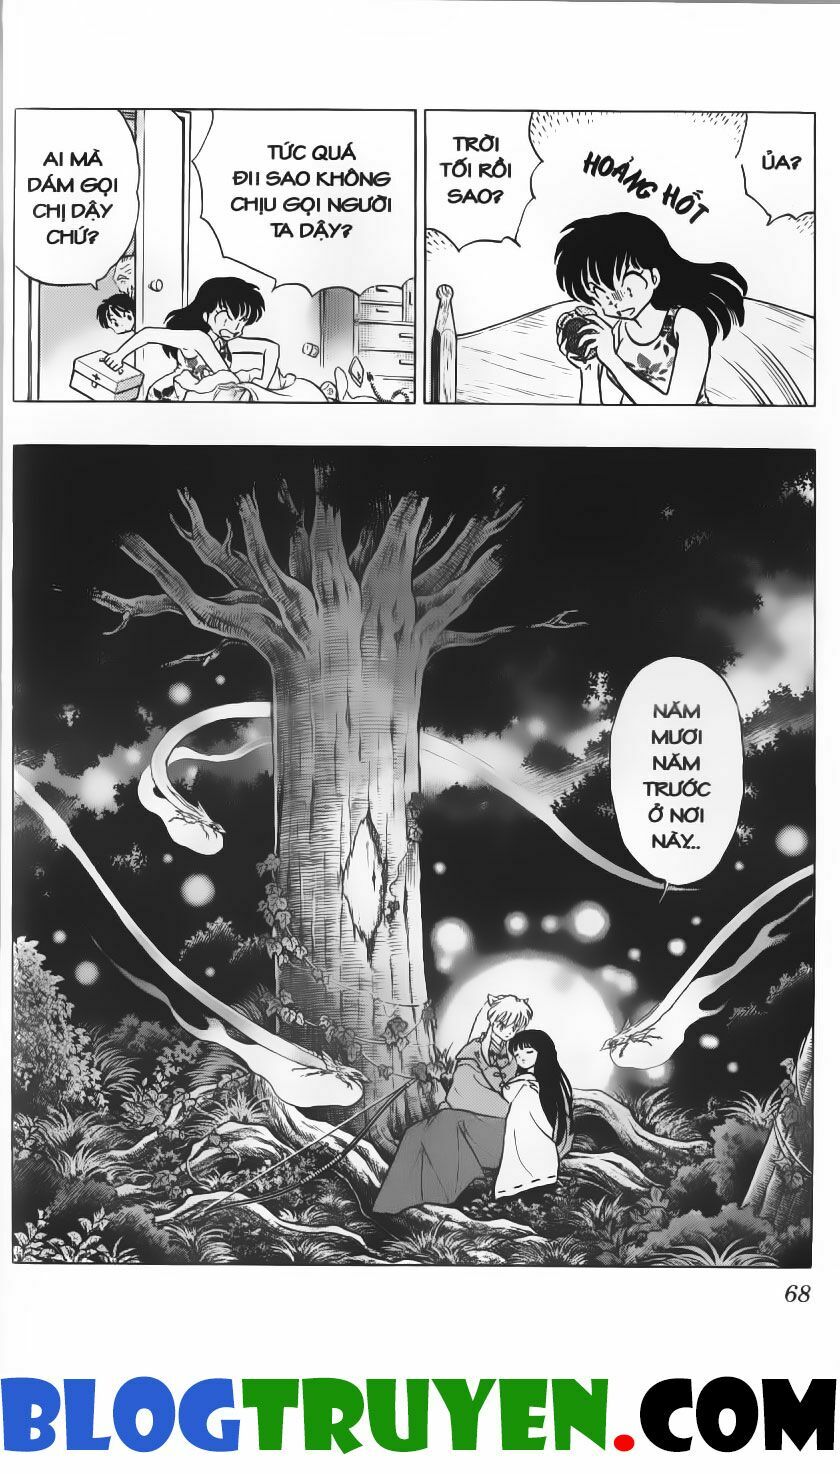 ỦA?
HOẢNG HỐT
TRỜI
TỐI RỒI
SAO?
TỨC QUÁ
ĐI! SAO KHÔNG
CHỊU GỌI NGƯỜI
TA DẬY?
AI MÀ
DÁM GỌI
CHỊ DẬY
CHỨ?
NĂM
MƯƠI
NĂM
TRƯỚC
Ở NƠI
NÀY...
68
BLOGTRUYEN.COM